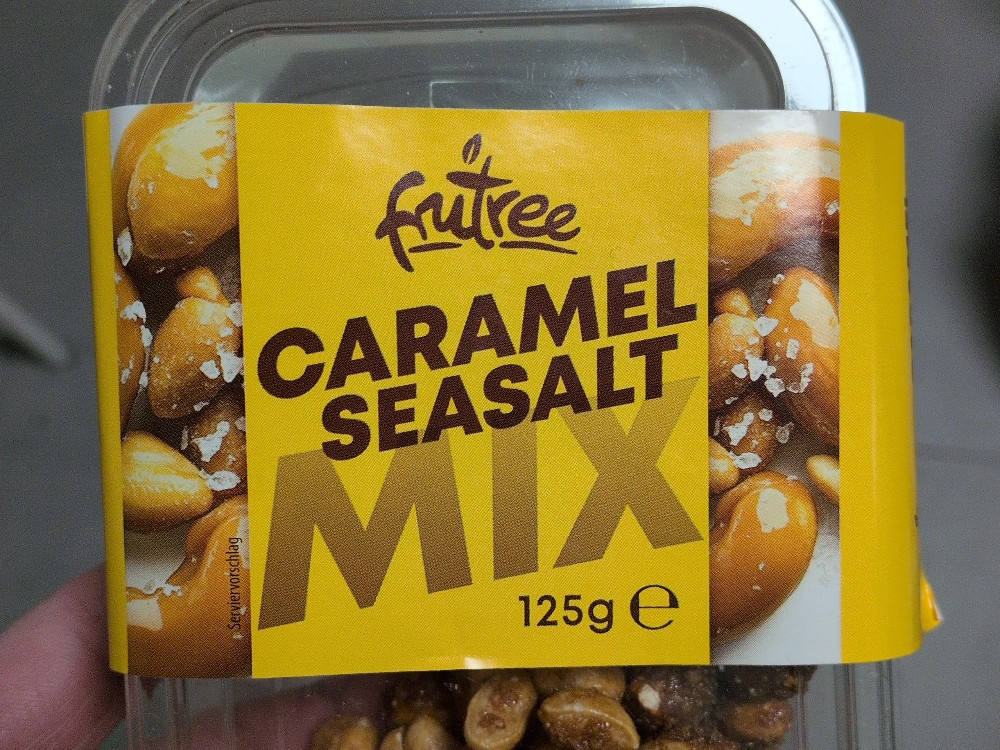 frutree
CARAMEL
SEASALT
MIX
125g ℮
Serviervorschlag